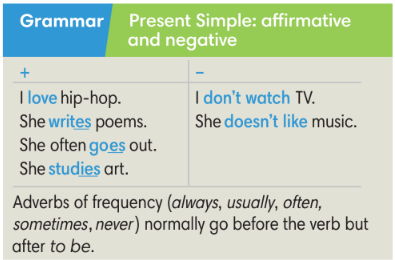 Grammar
Present Simple: affirmative
and negative
+
–
I love hip-hop.
She writes poems.
She often goes out.
She studies art.
I don't watch TV.
She doesn't like music.
Adverbs of frequency (always, usually, often,
sometimes, never) normally go before the verb but
after to be.